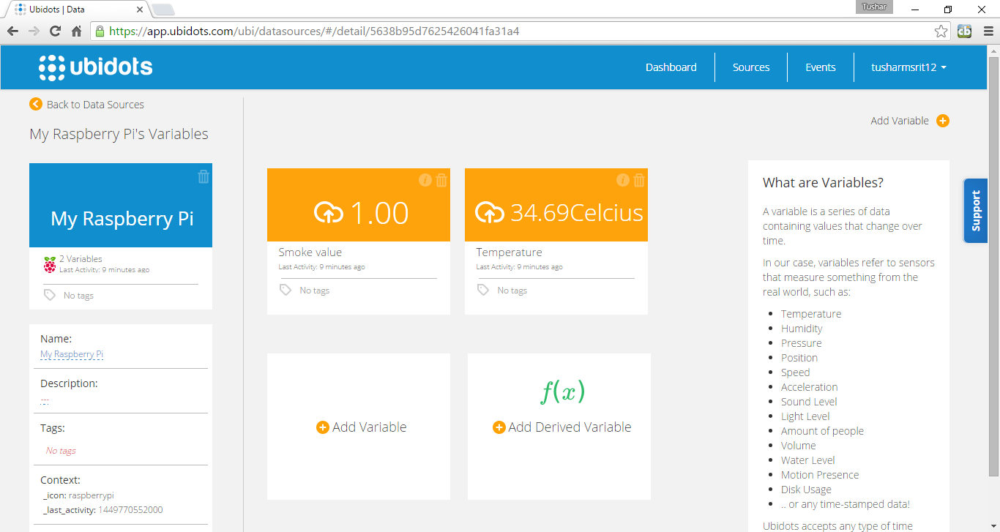 Ubidots | Data
Tushar
https://app.ubidots.com/ubi/datasources/#/detail/5638b95d7625426041fa31a4
cb
ubidots
Dashboard
Sources
Events
tusharmsrit12
Back to Data Sources
My Raspberry Pi's Variables
Add Variable
My Raspberry Pi
2 Variables
Last Activity: 9 minutes ago
No tags
Name:
My Raspberry Pi
Description:
---
Tags:
No tags
Context:
_icon: raspberrypi
_last_activity: 1449770552000
1.00
Smoke value
Last Activity: 9 minutes ago
No tags
34.69Celcius
Temperature
Last Activity: 9 minutes ago
No tags
Add Variable
f(x)
Add Derived Variable
What are Variables?
A variable is a series of data
containing values that change over
time.
In our case, variables refer to sensors
that measure something from the
real world, such as:
Temperature
Humidity
Pressure
Position
Speed
Acceleration
Sound Level
Light Level
Amount of people
Volume
Water Level
Motion Presence
Disk Usage
.. or any time-stamped data!
Ubidots accepts any type of time
Support